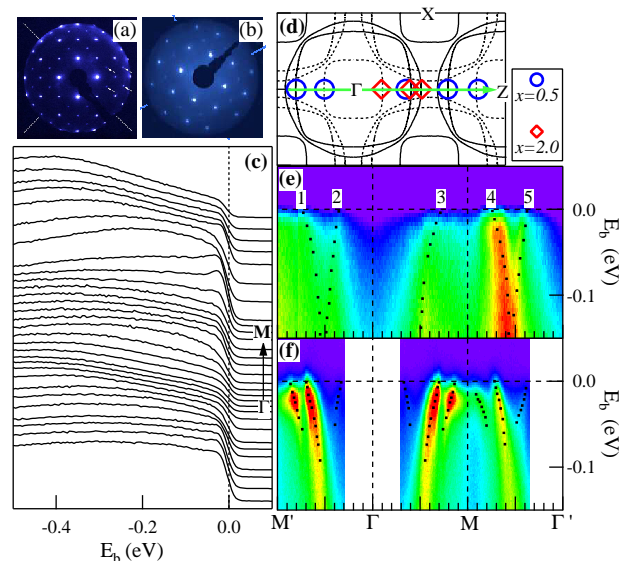 (a)
(b)
(c)
M
Γ
-0.4
-0.2
0.0
E_b (eV)
(d)
X
Γ
Z
x=0.5
x=2.0
(e)
1
2
3
4
5
0.0
-0.1
E_b (eV)
(f)
0.0
-0.1
E_b (eV)
M'
Γ
M
Γ'